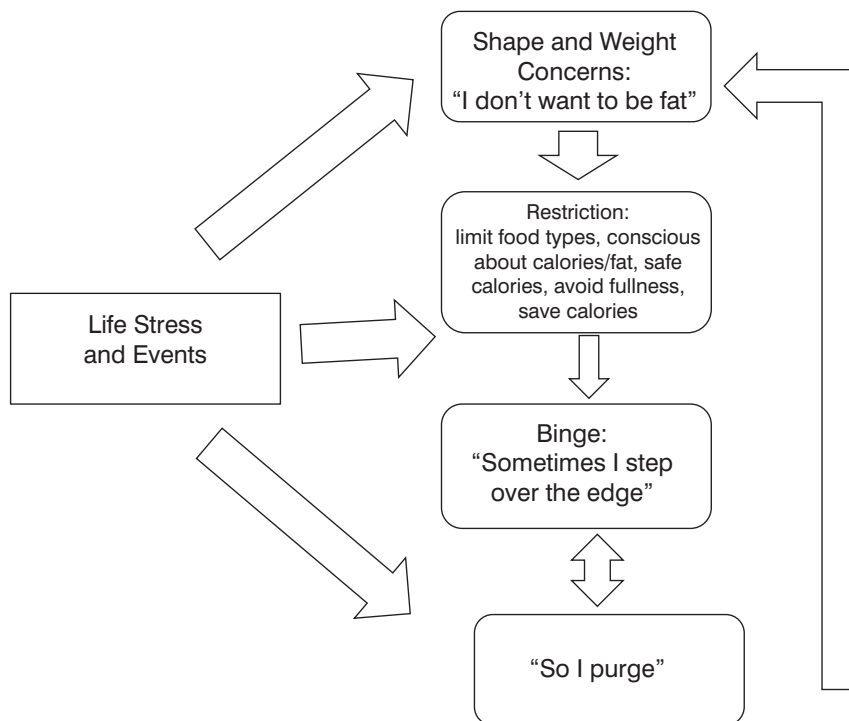 Shape and Weight
Concerns:
“I don’t want to be fat”
Restriction:
limit food types, conscious
about calories/fat, safe
calories, avoid fullness,
save calories
Life Stress
and Events
Binge:
“Sometimes I step
over the edge”
“So I purge”